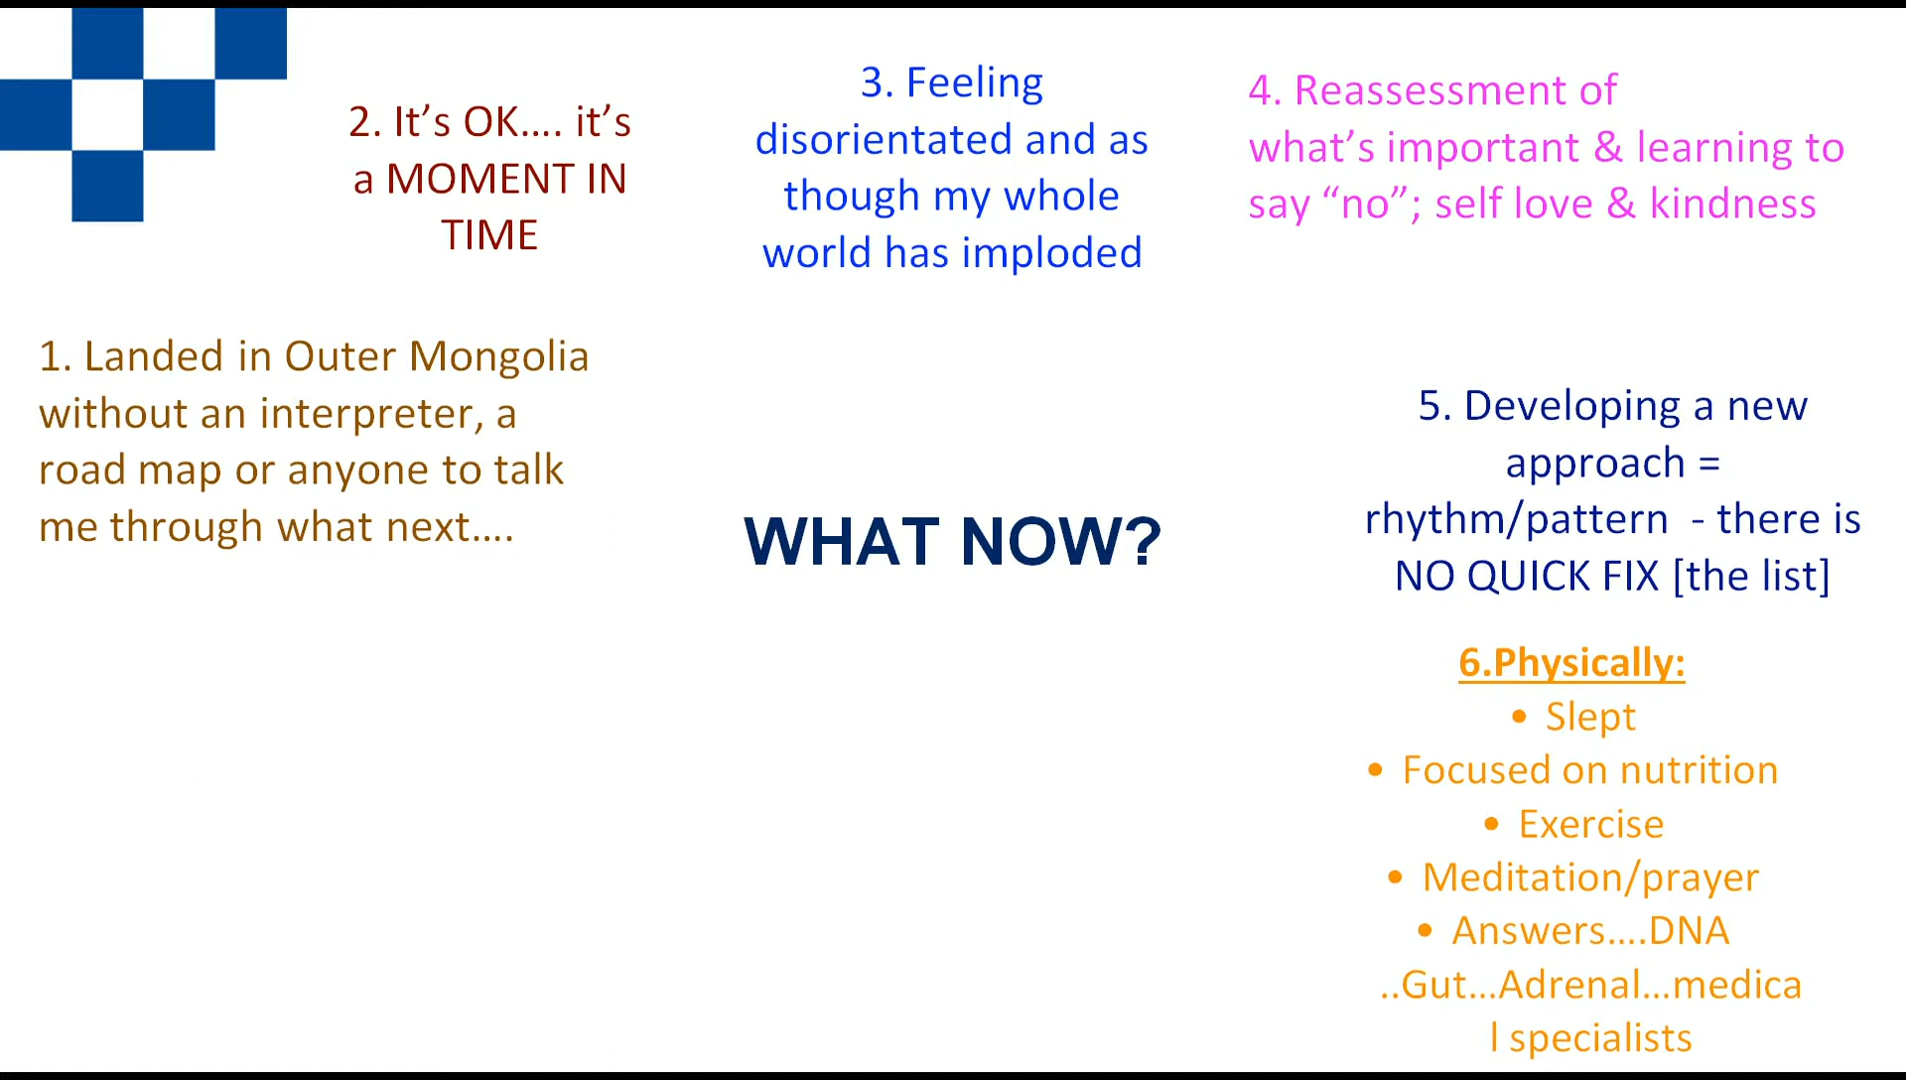 1. Landed in Outer Mongolia
without an interpreter, a
road map or anyone to talk
me through what next....
2. It’s OK.... it’s
a MOMENT IN
TIME
3. Feeling
disorientated and as
though my whole
world has imploded
4. Reassessment of
what’s important & learning to
say “no”; self love & kindness
WHAT NOW?
5. Developing a new
approach =
rhythm/pattern - there is
NO QUICK FIX [the list]
6.Physically:
• Slept
• Focused on nutrition
• Exercise
• Meditation/prayer
• Answers....DNA
..Gut...Adrenal...medica
l specialists